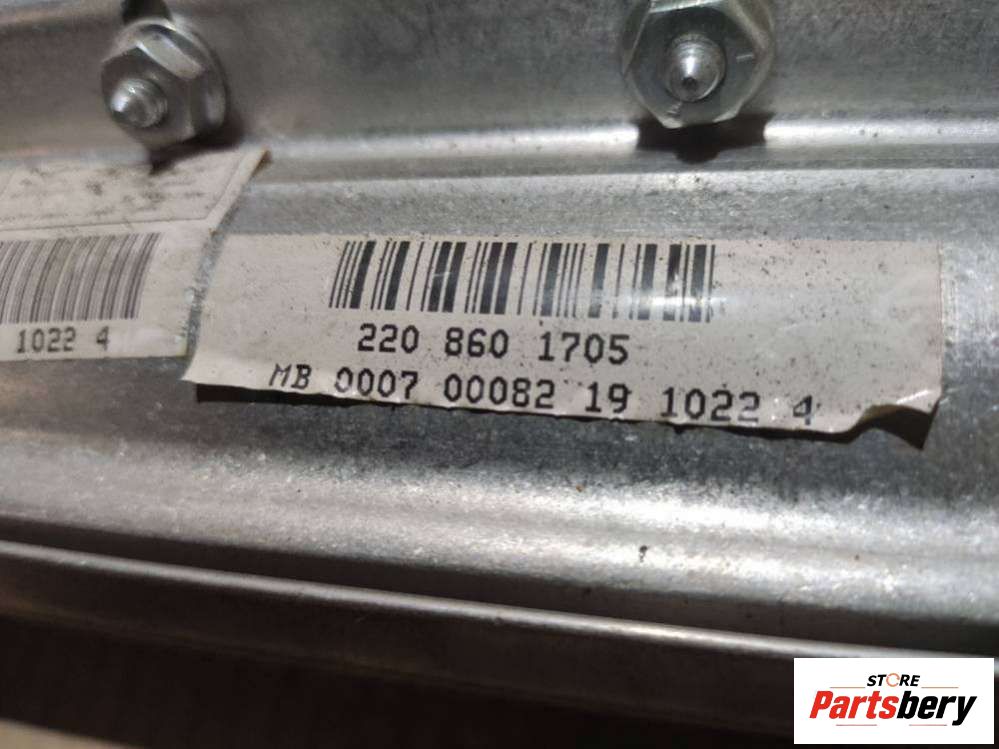 220 860 1705
MB 0007 00082 19 1022 4
1022 4
STORE
Partsbery